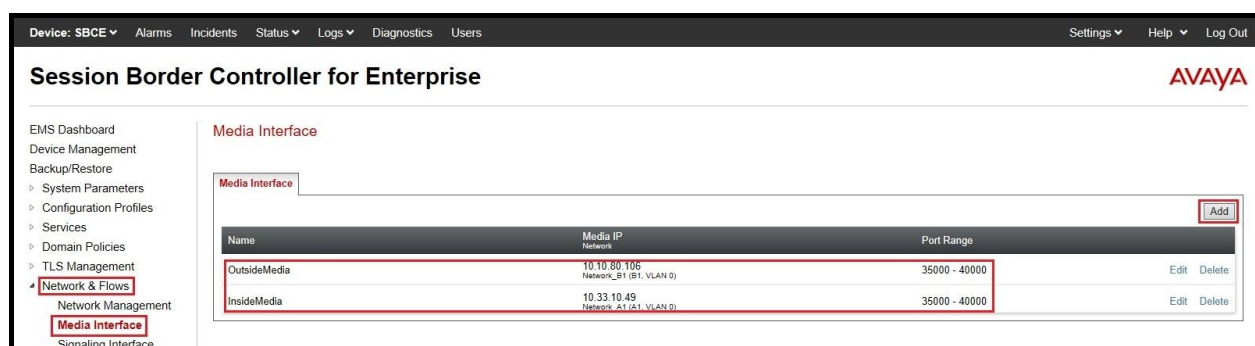 Device: SBCE Alarms Incidents Status Logs Diagnostics Users Settings Help Log Out
Session Border Controller for Enterprise
AVAYA
EMS Dashboard
Device Management
Backup/Restore
System Parameters
Configuration Profiles
Services
Domain Policies
TLS Management
Network & Flows
Network Management
Media Interface
Signaling Interface
Media Interface
Media Interface
Add
Name Media IP Port Range
Network
OutsideMedia 10.10.80.106 35000 - 40000 Edit Delete
Network_B1 (B1, VLAN 0)
InsideMedia 10.33.10.49 35000 - 40000 Edit Delete
Network_A1 (A1, VLAN 0)